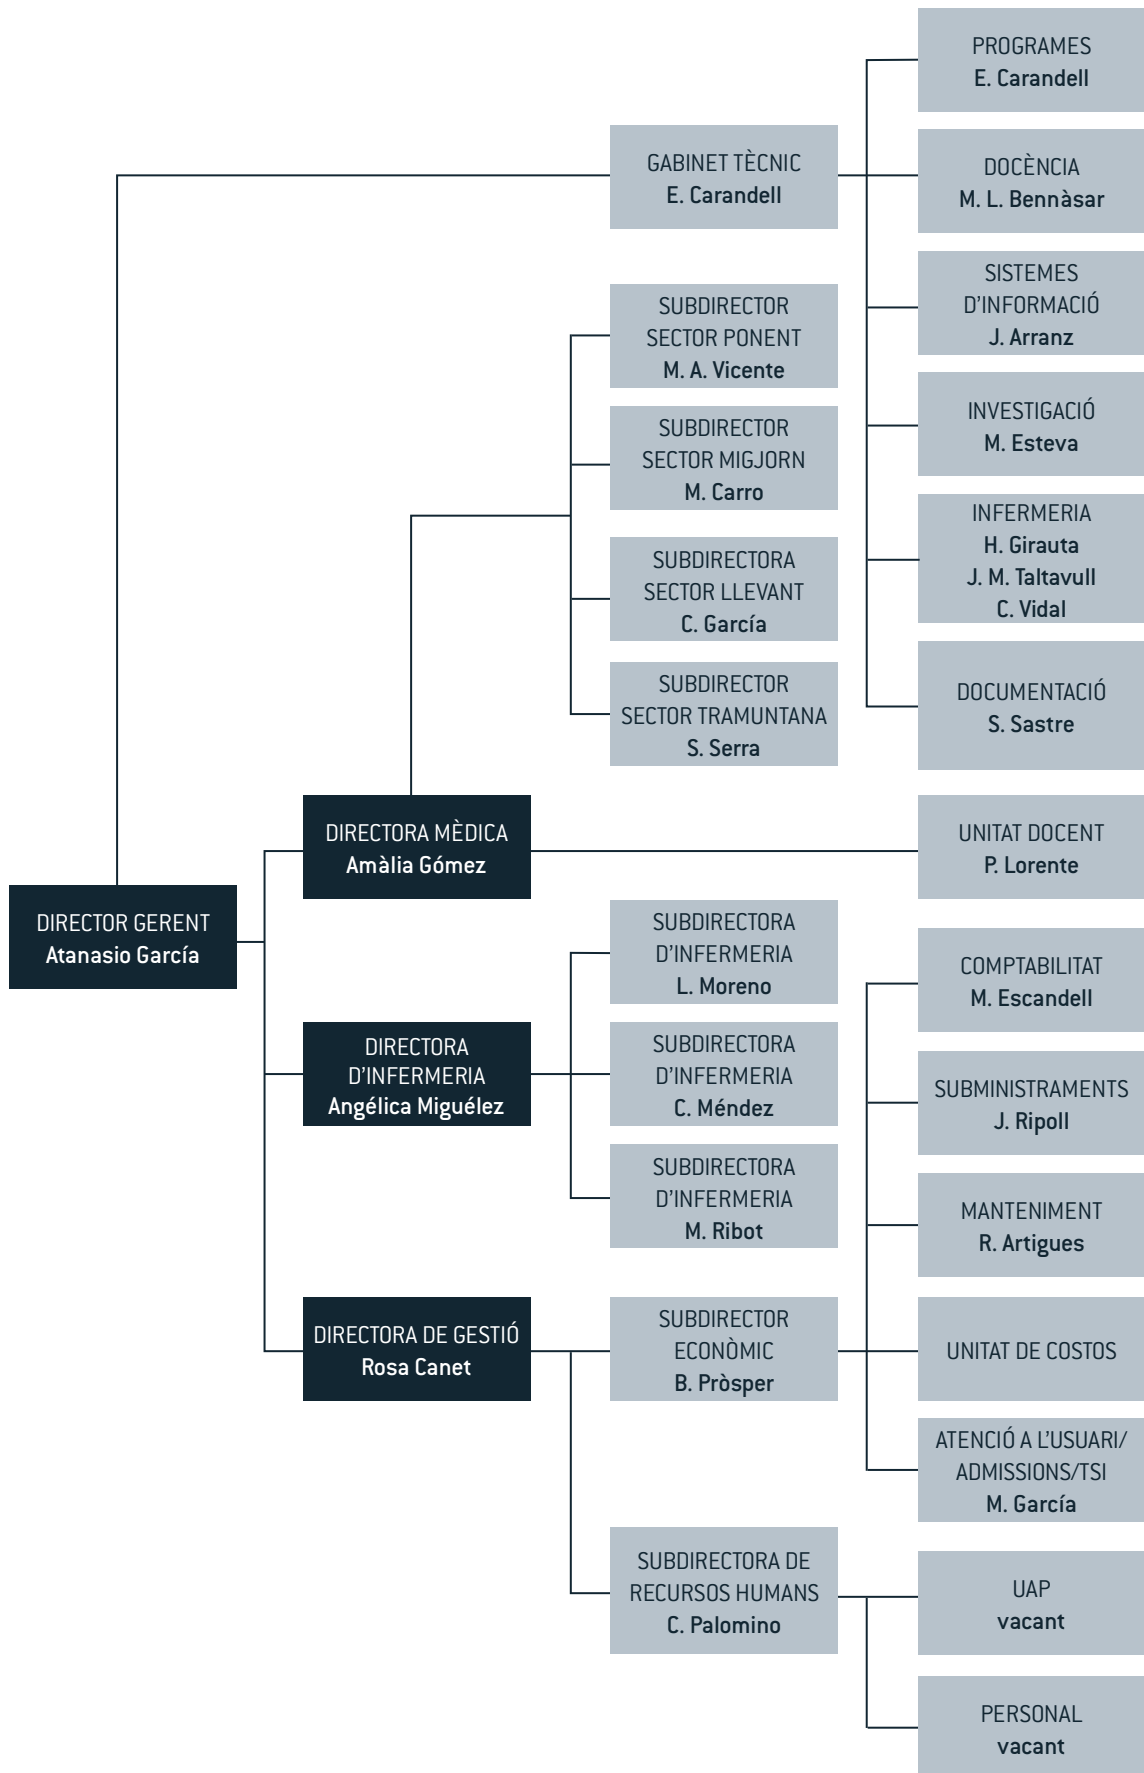 PROGRAMES
E. Carandell
GABINET TÈCNIC
E. Carandell
DOCÈNCIA
M. L. Bennàsar
SISTEMES
D'INFORMACIÓ
J. Arranz
SUBDIRECTOR
SECTOR PONENT
M. A. Vicente
INVESTIGACIÓ
M. Esteva
SUBDIRECTOR
SECTOR MIGJORN
M. Carro
INFERMERIA
H. Girauta
J. M. Taltavull
C. Vidal
SUBDIRECTORA
SECTOR LLEVANT
C. García
DOCUMENTACIÓ
S. Sastre
SUBDIRECTOR
SECTOR TRAMUNTANA
S. Serra
DIRECTORA MÈDICA
Amàlia Gómez
UNITAT DOCENT
P. Lorente
DIRECTOR GERENT
Atanasio García
SUBDIRECTORA
D'INFERMERIA
L. Moreno
COMPTABILITAT
M. Escandell
DIRECTORA
D'INFERMERIA
Angélica Miguélez
SUBDIRECTORA
D'INFERMERIA
C. Méndez
SUBMINISTRAMENTS
J. Ripoll
SUBDIRECTORA
D'INFERMERIA
M. Ribot
MANTENIMENT
R. Artigues
DIRECTORA DE GESTIÓ
Rosa Canet
SUBDIRECTOR
ECONÒMIC
B. Pròsper
UNITAT DE COSTOS
ATENCIÓ A L'USUARI/
ADMISSIONS/TSI
M. García
SUBDIRECTORA DE
RECURSOS HUMANS
C. Palomino
UAP
vacant
PERSONAL
vacant